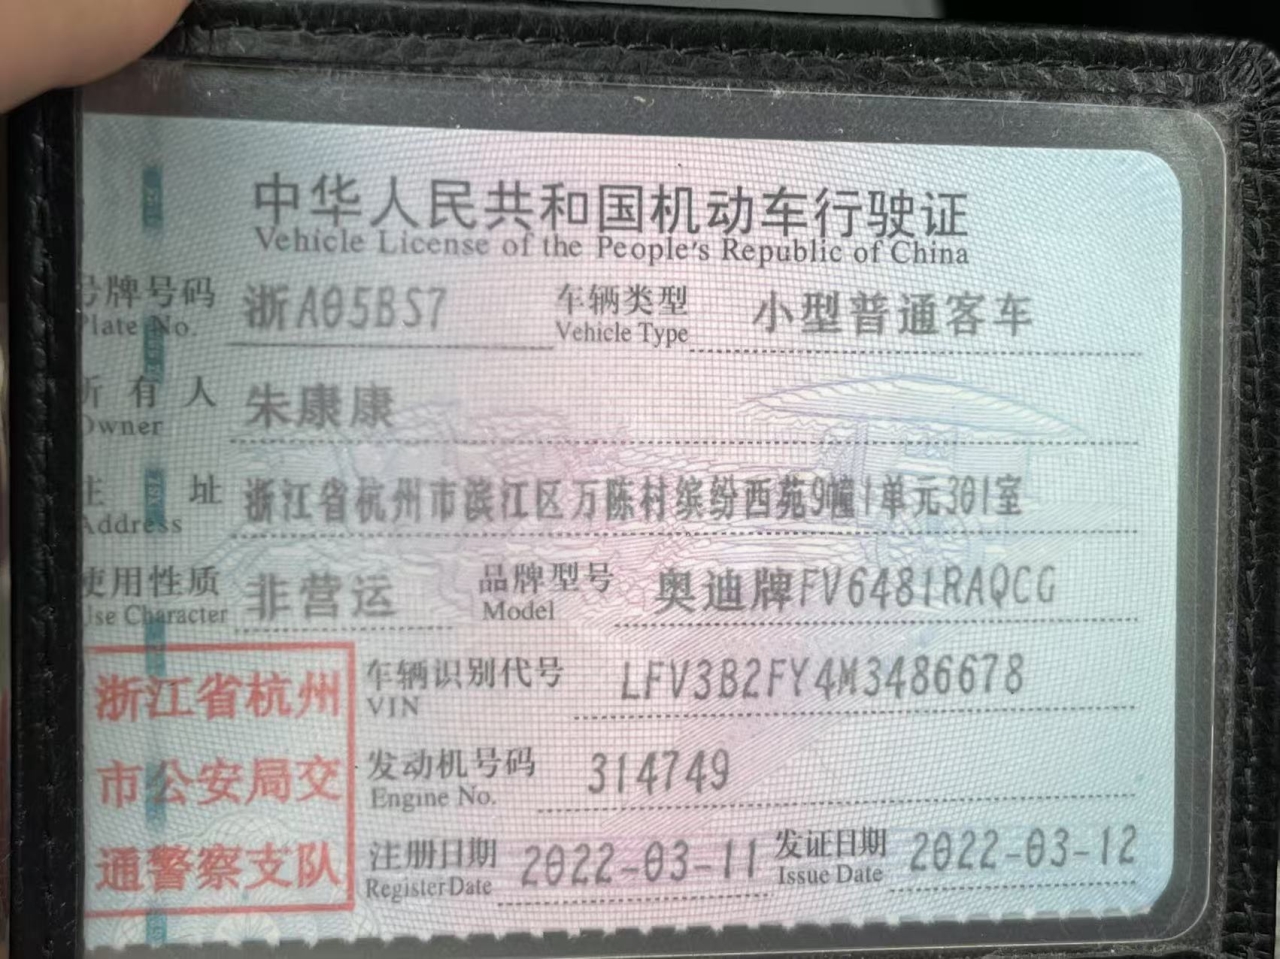 中华人民共和国机动车行驶证
Vehicle License of the People's Republic of China
号牌号码 浙A05BS7 车辆类型 小型普通客车
Plate No. Vehicle Type
所有人 朱康康
Owner
住址 浙江省杭州市滨江区万陈村缤纷西苑9幢1单元301室
Address
使用性质 非营运 品牌型号 奥迪牌FV6481RAQCG
Use Character Model
浙江省杭州
市公安局交
通警察支队
车辆识别代号 LFV3B2FY4M3486678
VIN
发动机号码 314749
Engine No.
注册日期 2022-03-11 发证日期 2022-03-12
Register Date Issue Date